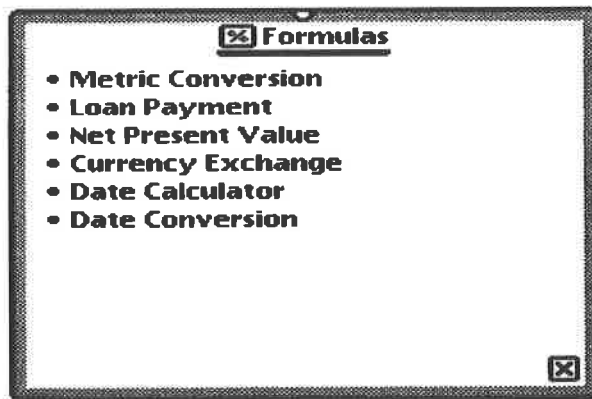 % Formulas
• Metric Conversion
• Loan Payment
• Net Present Value
• Currency Exchange
• Date Calculator
• Date Conversion